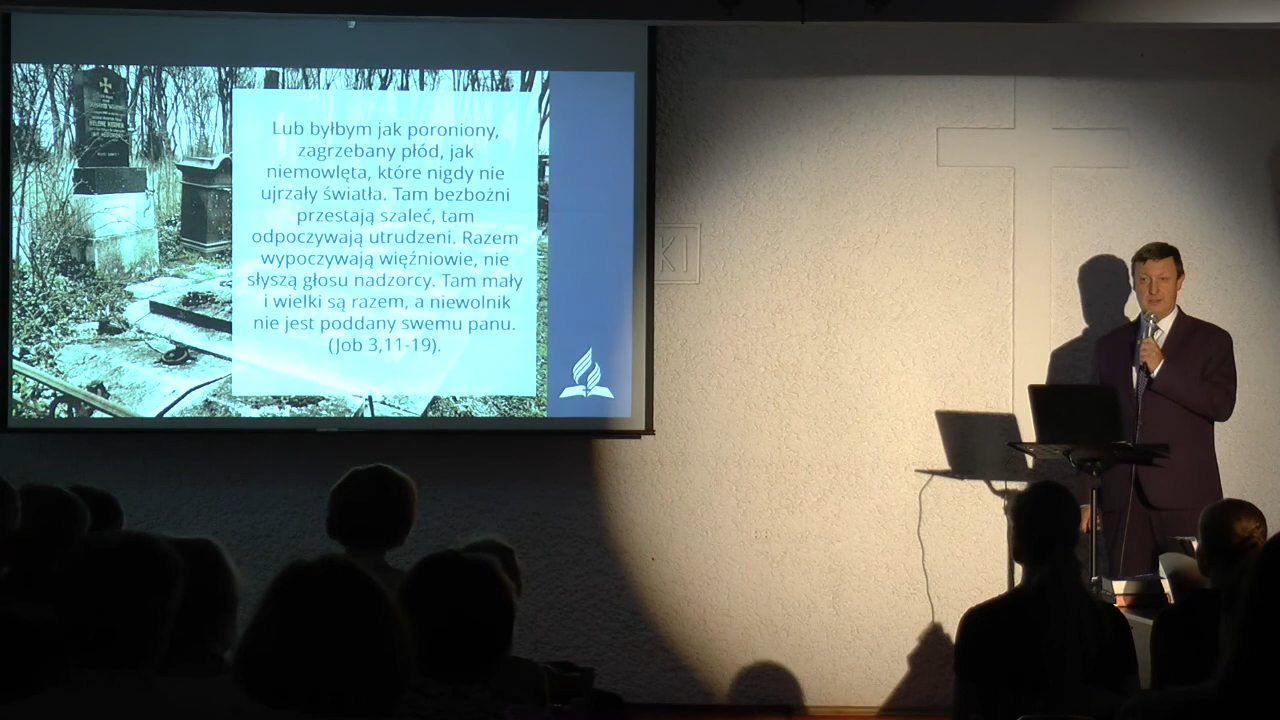 Lub byłbym jak poroniony,
zagrzebany płód, jak
niemowlęta, które nigdy nie
ujrzały światła. Tam bezbożni
przestają szaleć, tam
odpoczywają utrudzeni. Razem
wypoczywają więźniowie, nie
słyszą głosu nadzorcy. Tam mały
i wielki są razem, a niewolnik
nie jest poddany swemu panu.
(Job 3,11-19).
KI